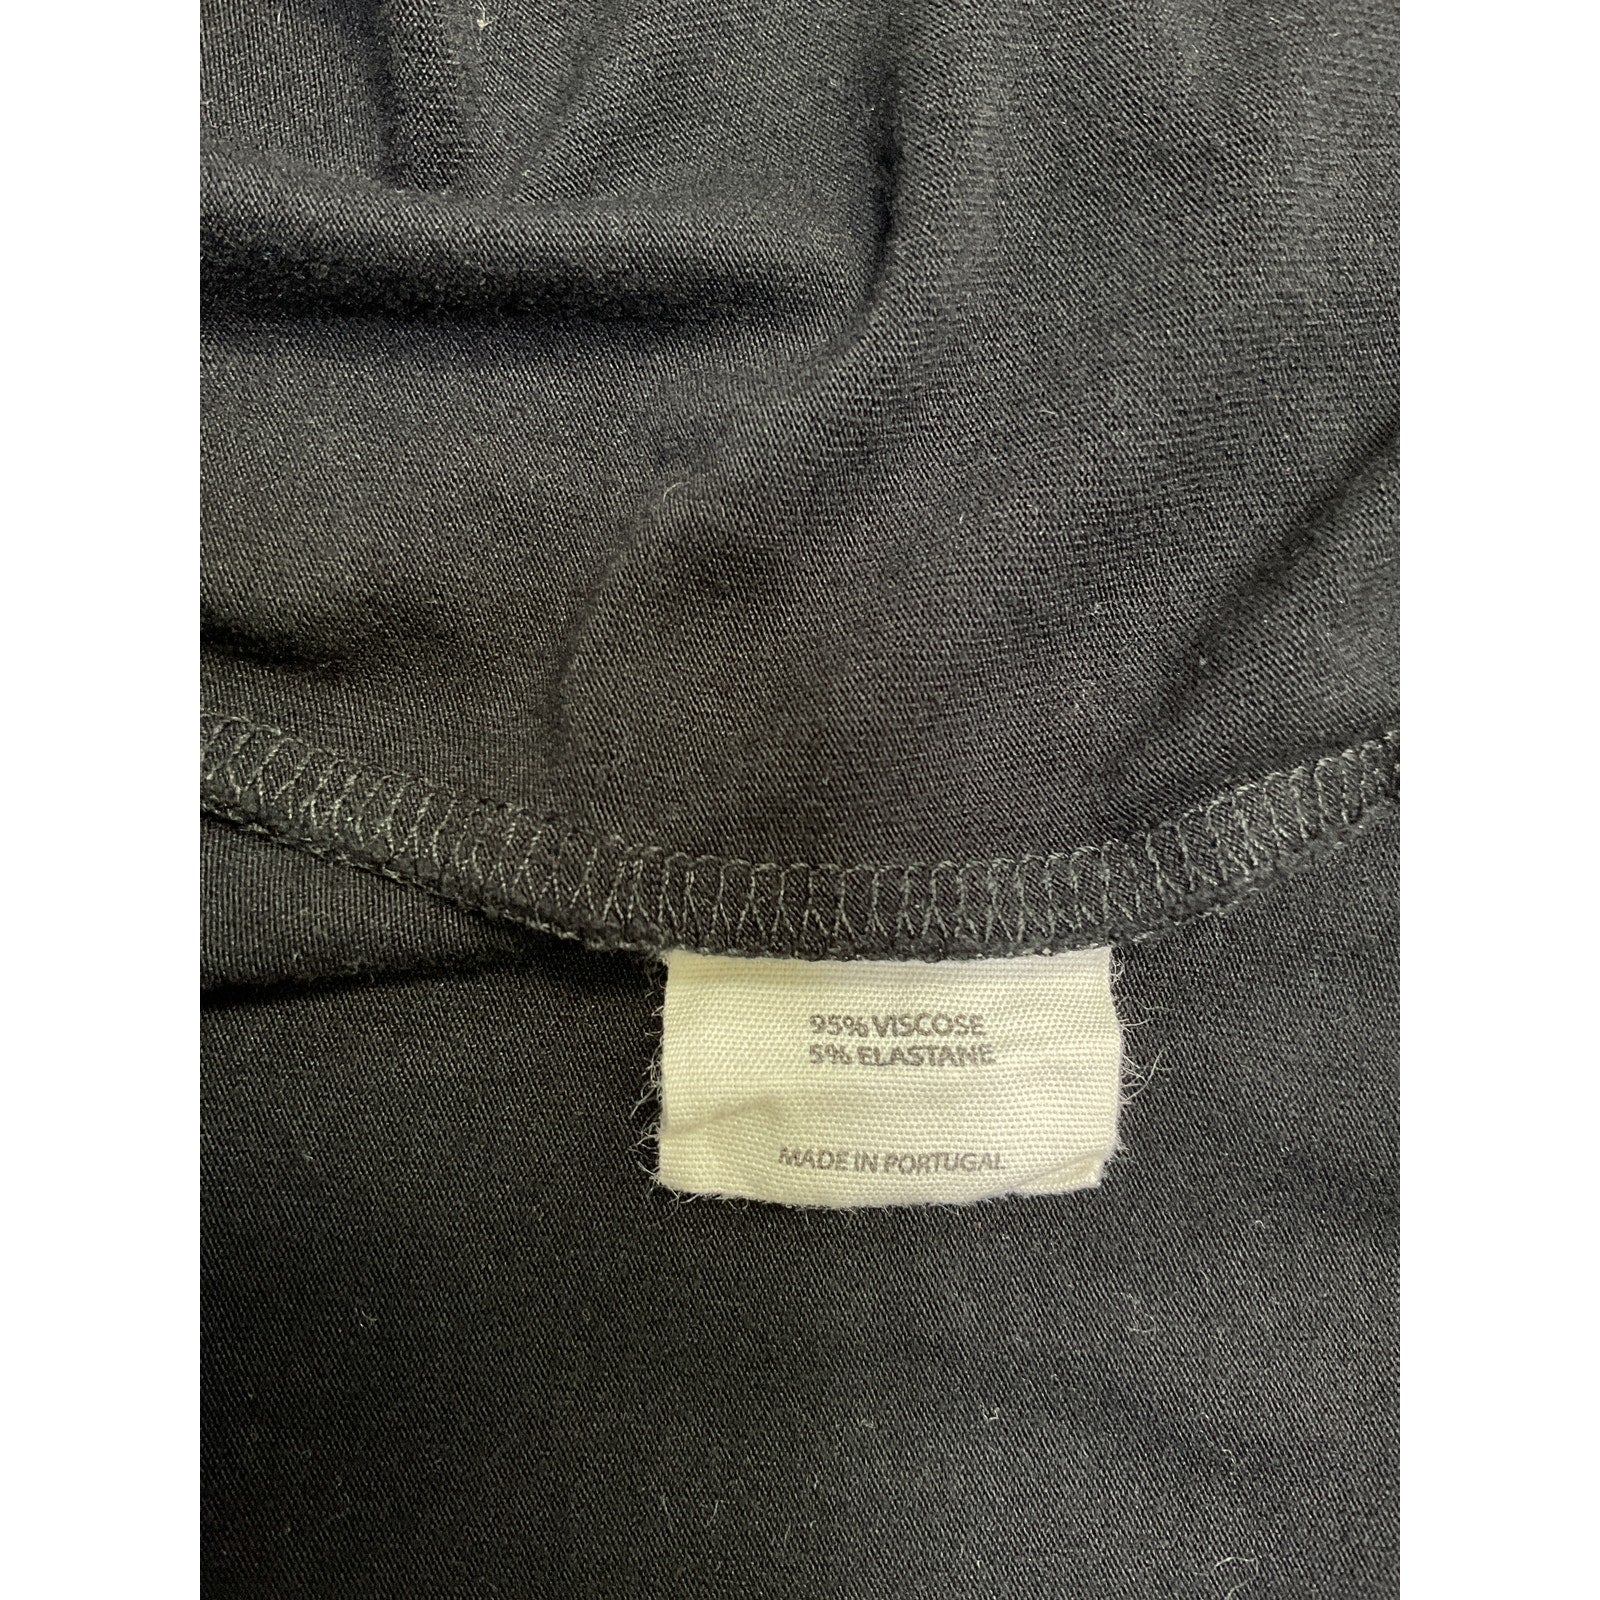 95% VISCOSE
5% ELASTANE
MADE IN PORTUGAL